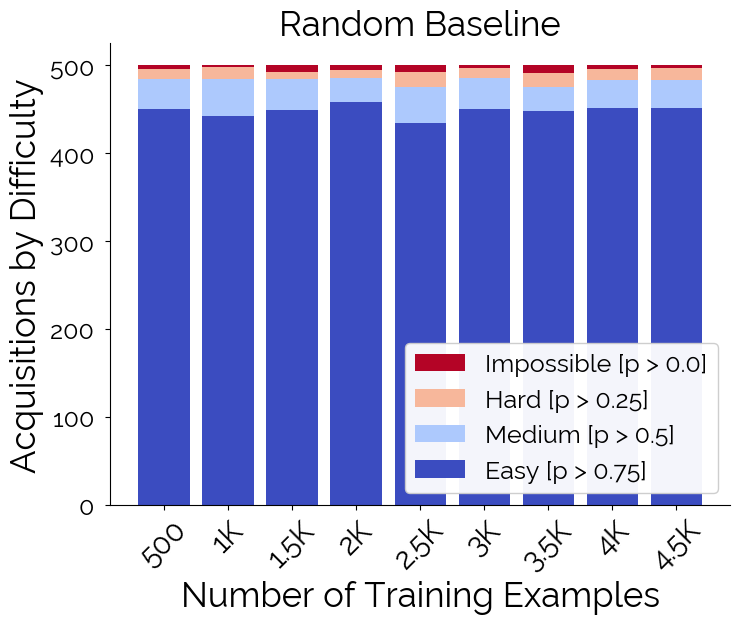 Random Baseline
Acquisitions by Difficulty
500
400
300
200
100
0
Impossible [p > 0.0]
Hard [p > 0.25]
Medium [p > 0.5]
Easy [p > 0.75]
500
1K
1.5K
2K
2.5K
3K
3.5K
4K
4.5K
Number of Training Examples